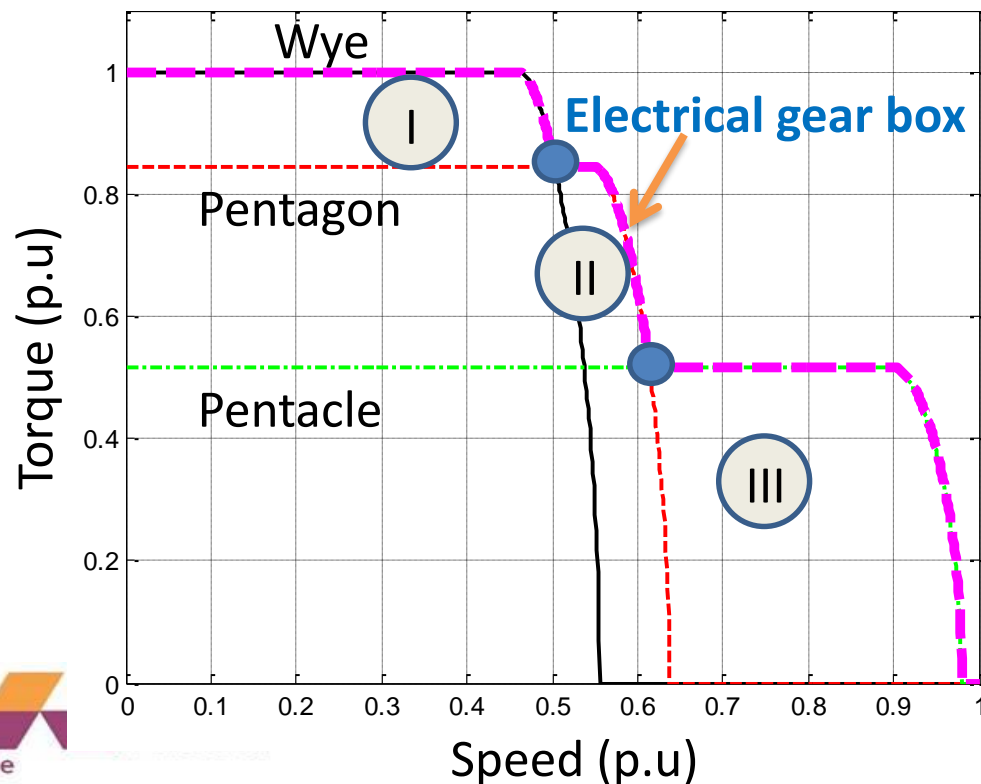 Wye
1
I
Electrical gear box
0.8
Pentagon
II
0.6
Pentacle
0.4
III
0.2
0
0 0.1 0.2 0.3 0.4 0.5 0.6 0.7 0.8 0.9 1
Torque (p.u)
Speed (p.u)
e